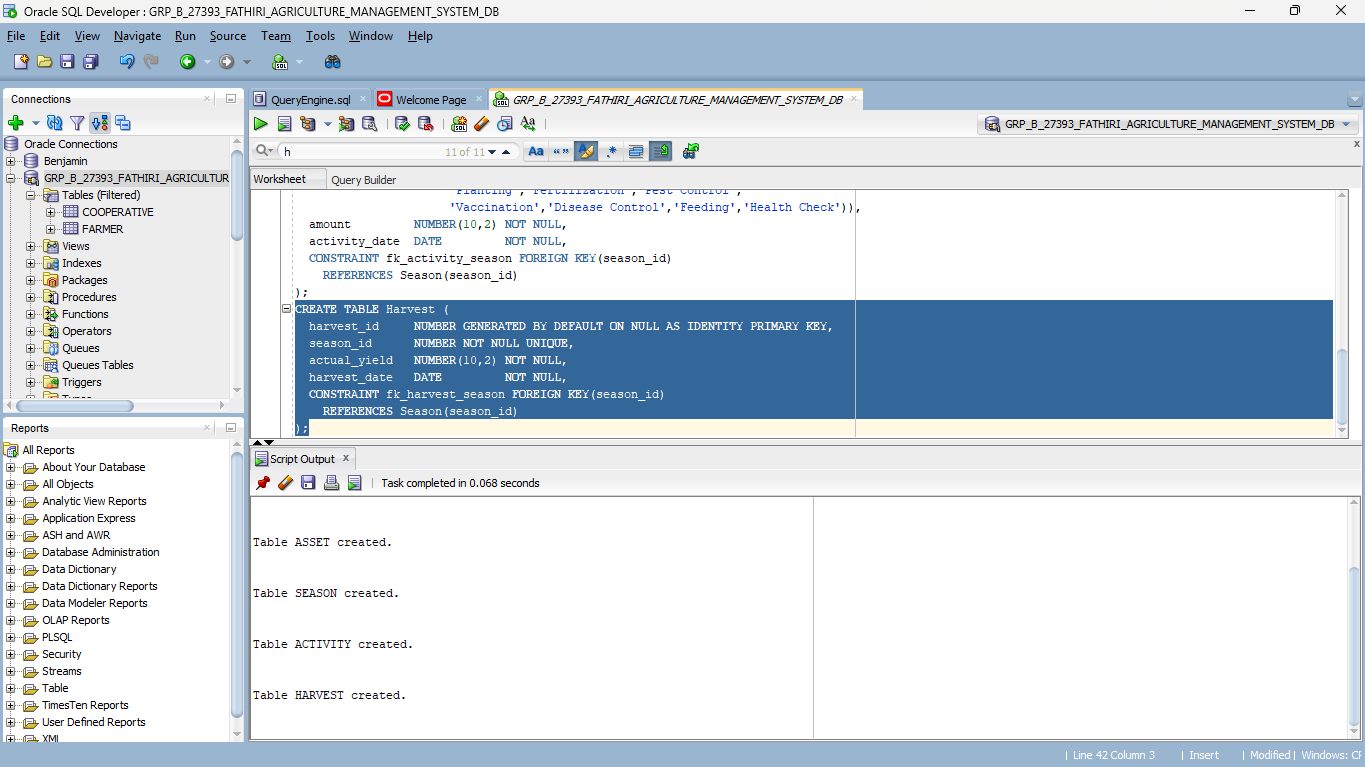 Oracle SQL Developer : GRP_B_27393_FATHIRI_AGRICULTURE_MANAGEMENT_SYSTEM_DB
File Edit View Navigate Run Source Team Tools Window Help
Connections
Oracle Connections
Benjamin
GRP_B_27393_FATHIRI_AGRICULTUR
Tables (Filtered)
COOPERATIVE
FARMER
Views
Indexes
Packages
Procedures
Functions
Operators
Queues
Queues Tables
Triggers
Types
Reports
All Reports
About Your Database
All Objects
Analytic View Reports
Application Express
ASH and AWR
Database Administration
Data Dictionary
Data Dictionary Reports
Data Modeler Reports
OLAP Reports
PLSQL
Security
Streams
Table
TimesTen Reports
User Defined Reports
XML
QueryEngine.sql Welcome Page GRP_B_27393_FATHIRI_AGRICULTURE_MANAGEMENT_SYSTEM_DB
GRP_B_27393_FATHIRI_AGRICULTURE_MANAGEMENT_SYSTEM_DB
h 11 of 11 Aa “” .*
Worksheet Query Builder
'Planting','Fertilization','Pest Control',
'Vaccination','Disease Control','Feeding','Health Check')),
amount NUMBER(10,2) NOT NULL,
activity_date DATE NOT NULL,
CONSTRAINT fk_activity_season FOREIGN KEY(season_id)
REFERENCES Season(season_id)
);
CREATE TABLE Harvest (
harvest_id NUMBER GENERATED BY DEFAULT ON NULL AS IDENTITY PRIMARY KEY,
season_id NUMBER NOT NULL UNIQUE,
actual_yield NUMBER(10,2) NOT NULL,
harvest_date DATE NOT NULL,
CONSTRAINT fk_harvest_season FOREIGN KEY(season_id)
REFERENCES Season(season_id)
);
Script Output
Task completed in 0.068 seconds
Table ASSET created.
Table SEASON created.
Table ACTIVITY created.
Table HARVEST created.
Line 42 Column 3 Insert Modified Windows: